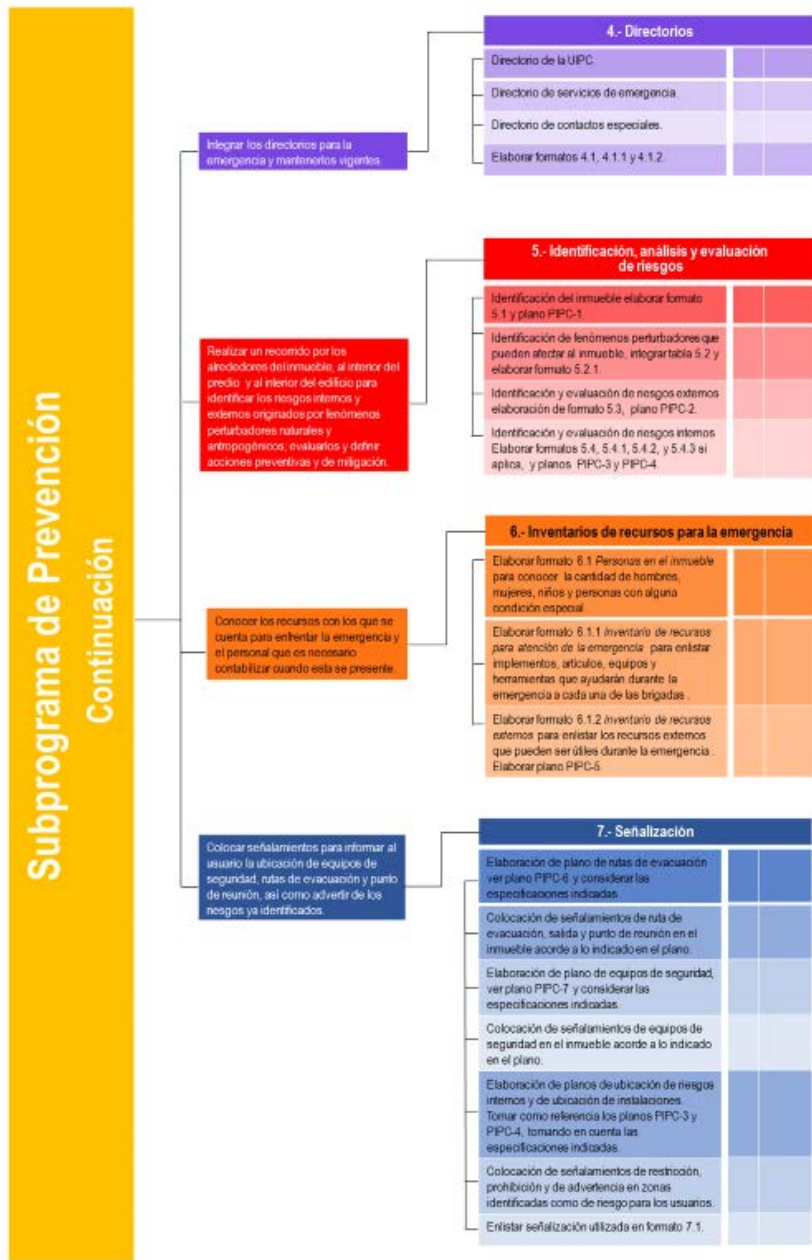 Subprograma de Prevención
Continuación
Integrar los directorios para la
emergencia y mantenerlos vigentes.
4.- Directorios
Directorio de la UIPC.
Directorio de servicios de emergencia.
Directorio de contactos especiales.
Elaborar formatos 4.1, 4.1.1 y 4.1.2.
Realizar un recorrido por los
alrededores del inmueble, al interior del
predio y al interior del edificio para
identificar los riesgos internos y
externos originados por fenómenos
perturbadores naturales y
antropogénicos; evaluarlos y definir
acciones preventivas y de mitigación.
5.- Identificación, análisis y evaluación
de riesgos
Identificación del inmueble elaborar formato
5.1 y plano PIPC-1.
Identificación de fenómenos perturbadores que
pueden afectar al inmueble, integrar tabla 5.2 y
elaborar formato 5.2.1.
Identificación y evaluación de riesgos externos
elaboración de formato 5.3, plano PIPC-2.
Identificación y evaluación de riesgos internos
Elaborar formatos 5.4, 5.4.1, 5.4.2, y 5.4.3 si
aplica, y planos PIPC-3 y PIPC-4.
Conocer los recursos con los que se
cuenta para enfrentar la emergencia y
el personal que es necesario
contabilizar cuando esta se presente.
6.- Inventarios de recursos para la emergencia
Elaborar formato 6.1 Personas en el inmueble
para conocer la cantidad de hombres,
mujeres, niños y personas con alguna
condición especial.
Elaborar formato 6.1.1 Inventario de recursos
para atención de la emergencia para enlistar
implementos, artículos, equipos y
herramientas que ayudarán durante la
emergencia a cada una de las brigadas .
Elaborar formato 6.1.2 Inventario de recursos
externos para enlistar los recursos externos
que pueden ser útiles durante la emergencia .
Elaborar plano PIPC-5.
Colocar señalamientos para informar al
usuario la ubicación de equipos de
seguridad, rutas de evacuación y punto
de reunión, así como advertir de los
riesgos ya identificados.
7.- Señalización
Elaboración de plano de rutas de evacuación
ver plano PIPC-6 y considerar las
especificaciones indicadas.
Colocación de señalamientos de ruta de
evacuación, salida y punto de reunión en el
inmueble acorde a lo indicado en el plano.
Elaboración de plano de equipos de seguridad,
ver plano PIPC-7 y considerar las
especificaciones indicadas.
Colocación de señalamientos de equipos de
seguridad en el inmueble acorde a lo indicado
en el plano.
Elaboración de planos de ubicación de riesgos
internos y de ubicación de instalaciones.
Tomar como referencia los planos PIPC-3 y
PIPC-4, tomando en cuenta las
especificaciones indicadas.
Colocación de señalamientos de restricción,
prohibición y de advertencia en zonas
identificadas como de riesgo para los usuarios.
Enlistar señalización utilizada en formato 7.1.